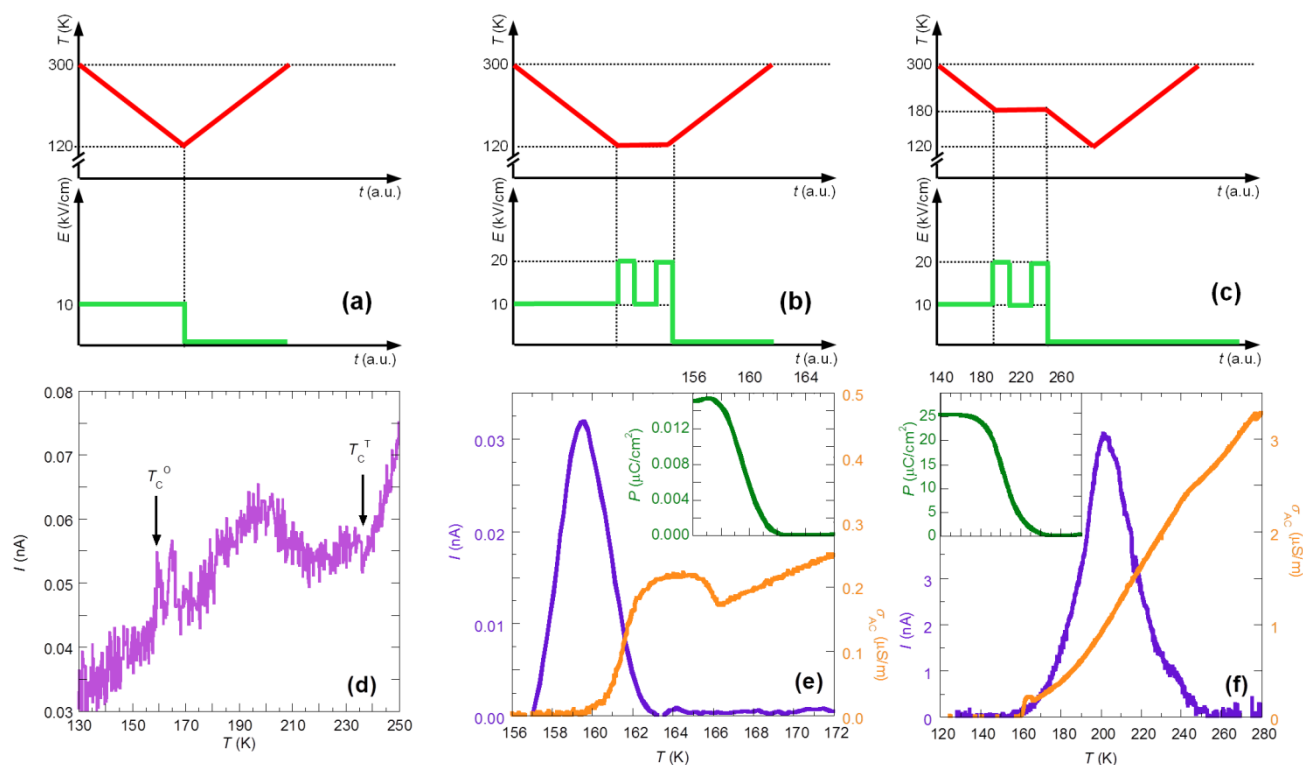 T (K)
300
120
t (a.u.)
E (kV/cm)
10
(a)
t (a.u.)
T (K)
300
120
t (a.u.)
E (kV/cm)
20
10
(b)
t (a.u.)
T (K)
300
180
120
t (a.u.)
E (kV/cm)
20
10
(c)
t (a.u.)
0.08
0.07
0.06
0.05
0.04
0.03
I (nA)
T_C^O
T_C^T
(d)
130 150 170 190 210 230 250
T (K)
156 158 160 162 164 166 168 170 172
T (K)
0.03
0.02
0.01
0.00
I (nA)
156 160 164
0.012
0.008
0.004
0.000
P (µC/cm²)
0.5
0.4
0.3
0.2
0.1
0.0
σ_AC (µS/m)
(e)
140 180 220 260
25
20
15
10
5
0
P (µC/cm²)
3
2
1
0
I (nA)
3
2
1
0
σ_AC (µS/m)
(f)
120 140 160 180 200 220 240 260 280
T (K)